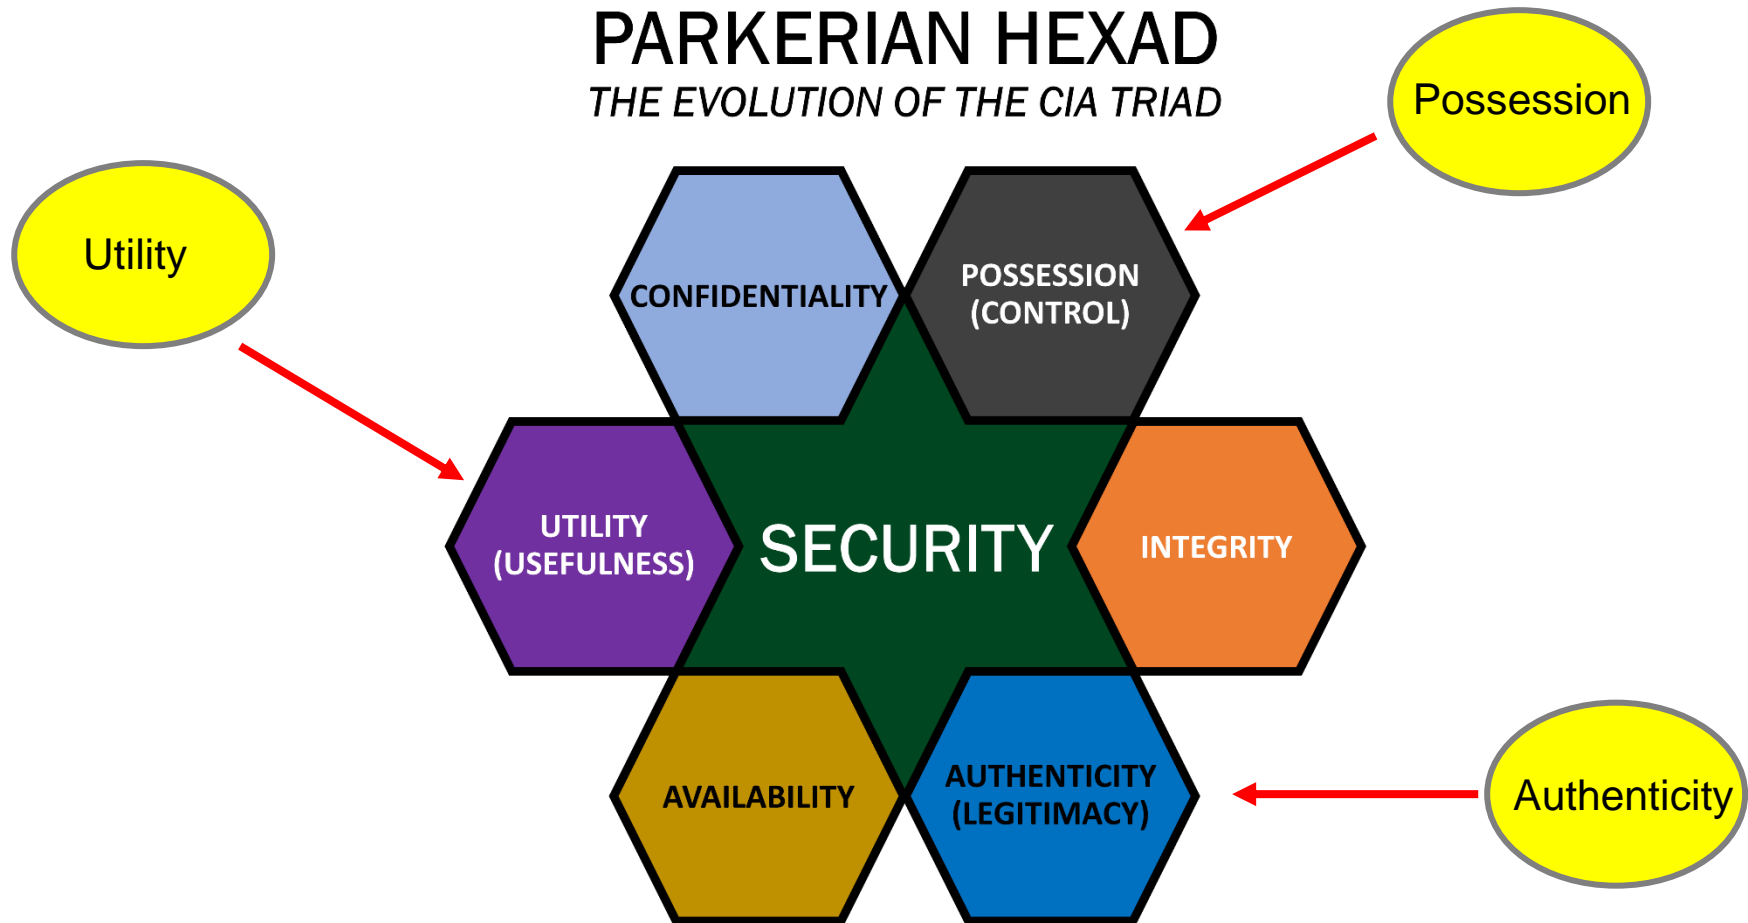 PARKERIAN HEXAD
THE EVOLUTION OF THE CIA TRIAD
Possession
Utility
CONFIDENTIALITY
POSSESSION
(CONTROL)
UTILITY
(USEFULNESS)
SECURITY
INTEGRITY
AVAILABILITY
AUTHENTICITY
(LEGITIMACY)
Authenticity